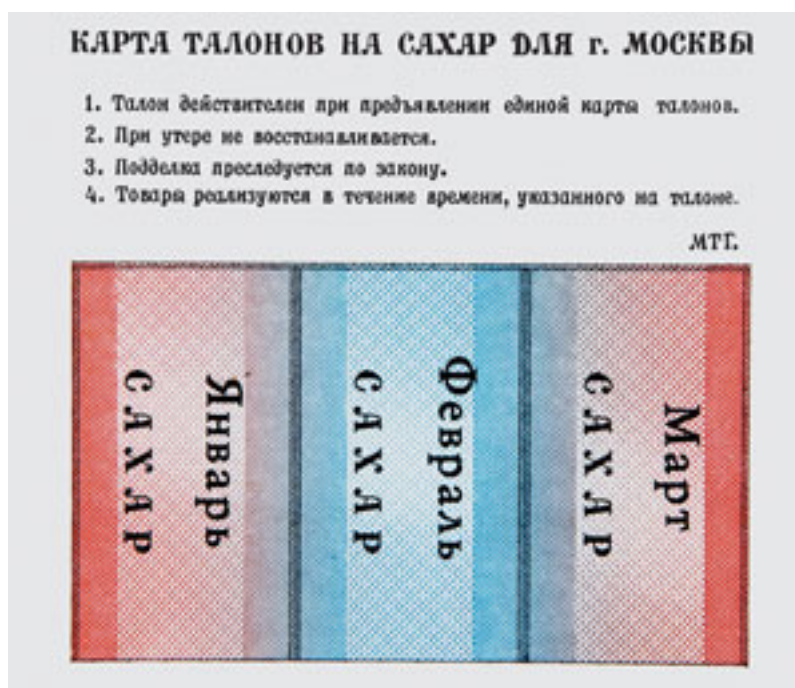 КАРТА ТАЛОНОВ НА САХАР ДЛЯ г. МОСКВЫ
1. Талон действителен при предъявлении единой карты талонов.
2. При утере не восстанавливается.
3. Подделка преследуется по закону.
4. Товары реализуются в течение времени, указанного на талоне.
МТГ.
Январь
САХАР
Февраль
САХАР
Март
САХАР